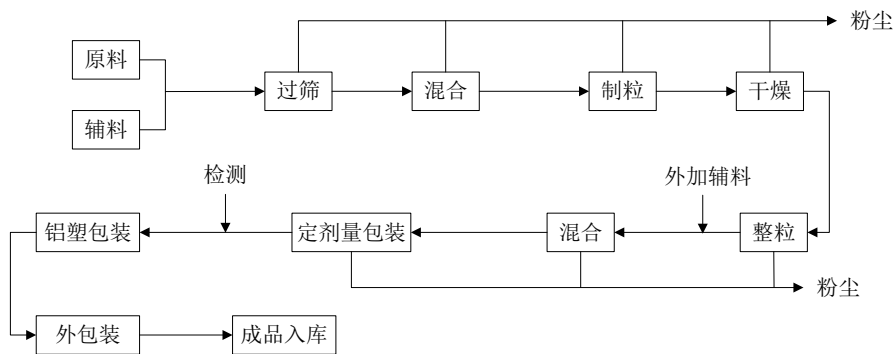 粉尘
原料
过筛
混合
制粒
干燥
辅料
检测
外加辅料
铝塑包装
定剂量包装
混合
整粒
粉尘
外包装
成品入库